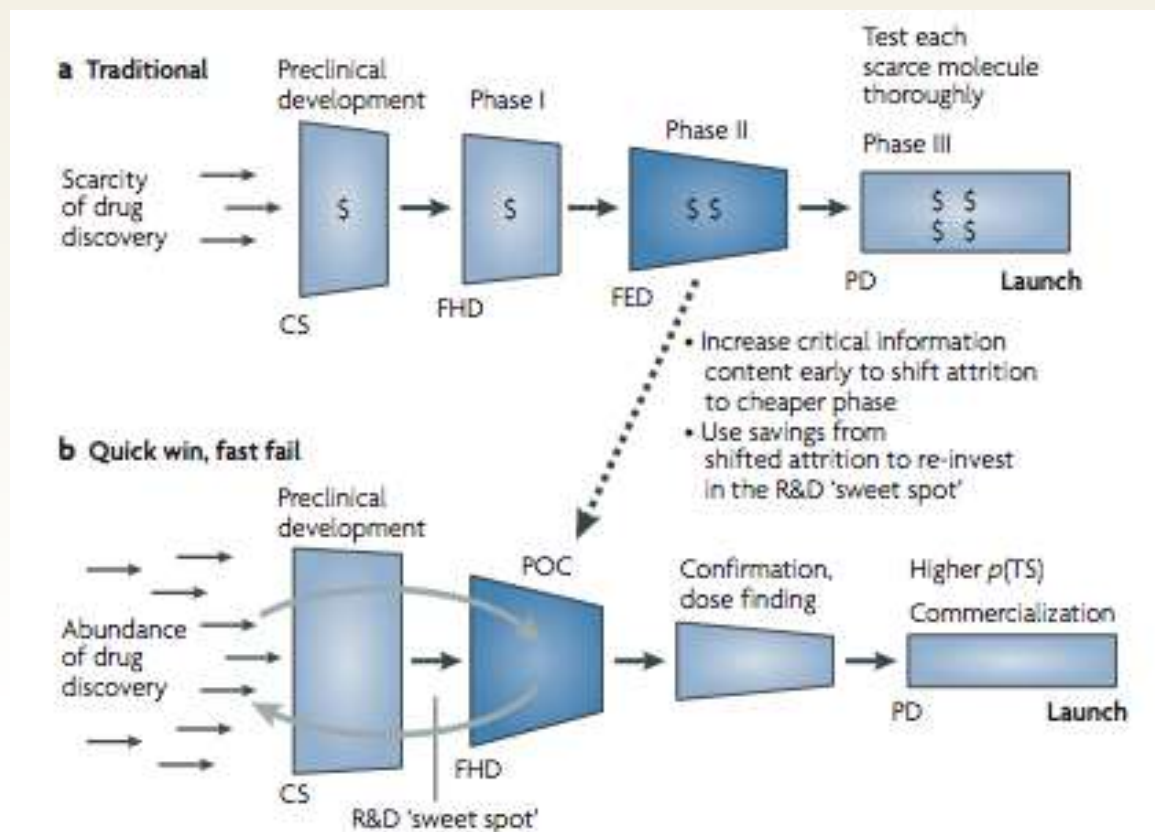 a Traditional
Preclinical
development
Phase I
Phase II
Test each
scarce molecule
thoroughly
Phase III
Scarcity
of drug
discovery
$
$
$ $
$ $
$ $
CS
FHD
FED
PD
Launch
• Increase critical information
content early to shift attrition
to cheaper phase
• Use savings from
shifted attrition to re-invest
in the R&D ‘sweet spot’
b Quick win, fast fail
Preclinical
development
POC
Confirmation,
dose finding
Higher p(TS)
Commercialization
Abundance
of drug
discovery
CS
FHD
PD
Launch
R&D ‘sweet spot’